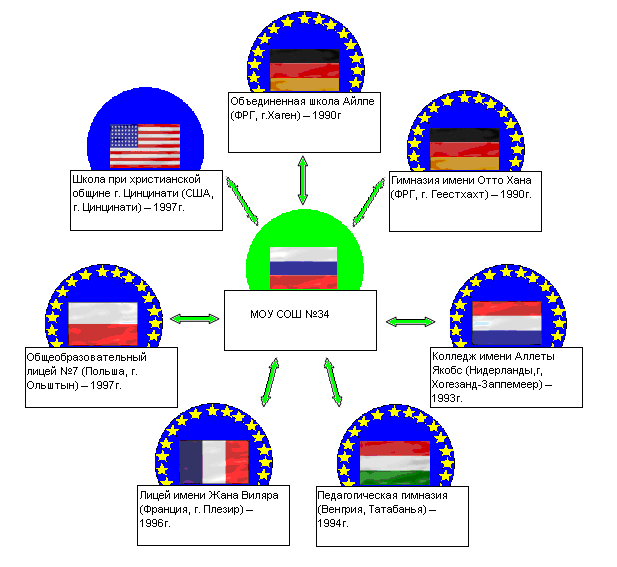 Объединенная школа Айлпе
(ФРГ, г.Хаген) – 1990г
Школа при христианской
общине г. Цинцинати (США,
г. Цинцинати) – 1997г.
Гимназия имени Отто Хана
(ФРГ, г. Геестхахт) – 1990г.
МОУ СОШ №34
Общеобразовательный
лицей №7 (Польша, г.
Ольштын) – 1997г.
Колледж имени Аллеты
Якобс (Нидерланды,г,
Хогезанд-Заппемеер) –
1993г.
Лицей имени Жана Виляра
(Франция, г. Плезир) –
1996г.
Педагогическая гимназия
(Венгрия, Татабанья) –
1994г.